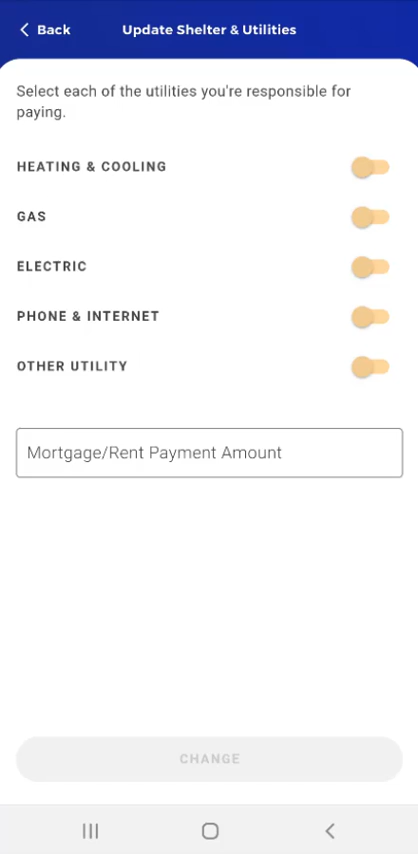 Back
Update Shelter & Utilities
Select each of the utilities you're responsible for
paying.
HEATING & COOLING
GAS
ELECTRIC
PHONE & INTERNET
OTHER UTILITY
Mortgage/Rent Payment Amount
CHANGE